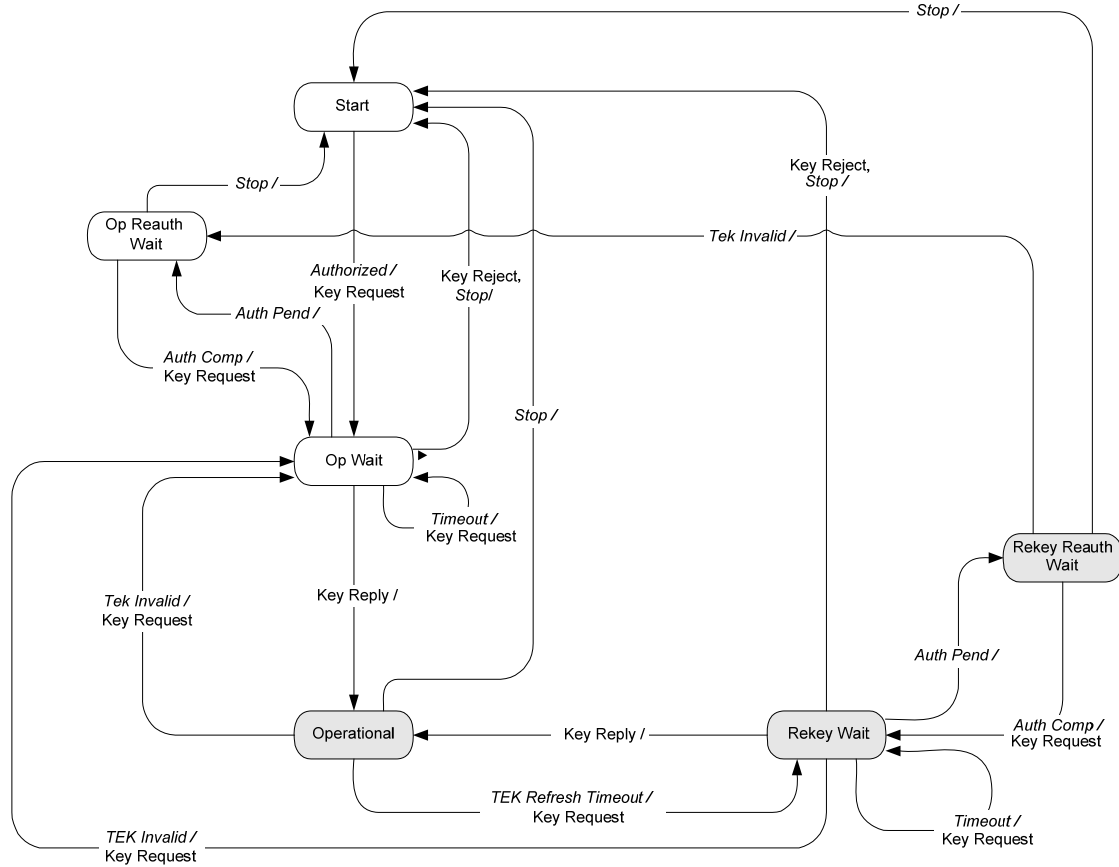 Stop /
Start
Key Reject,
Stop /
Stop /
Op Reauth
Wait
Tek Invalid /
Authorized /
Key Request
Key Reject,
Stop/
Auth Pend /
Auth Comp /
Key Request
Stop /
Op Wait
Timeout /
Key Request
Rekey Reauth
Wait
Tek Invalid /
Key Request
Key Reply /
Auth Pend /
Operational
Key Reply /
Rekey Wait
Auth Comp /
Key Request
TEK Refresh Timeout /
Key Request
Timeout /
Key Request
TEK Invalid /
Key Request